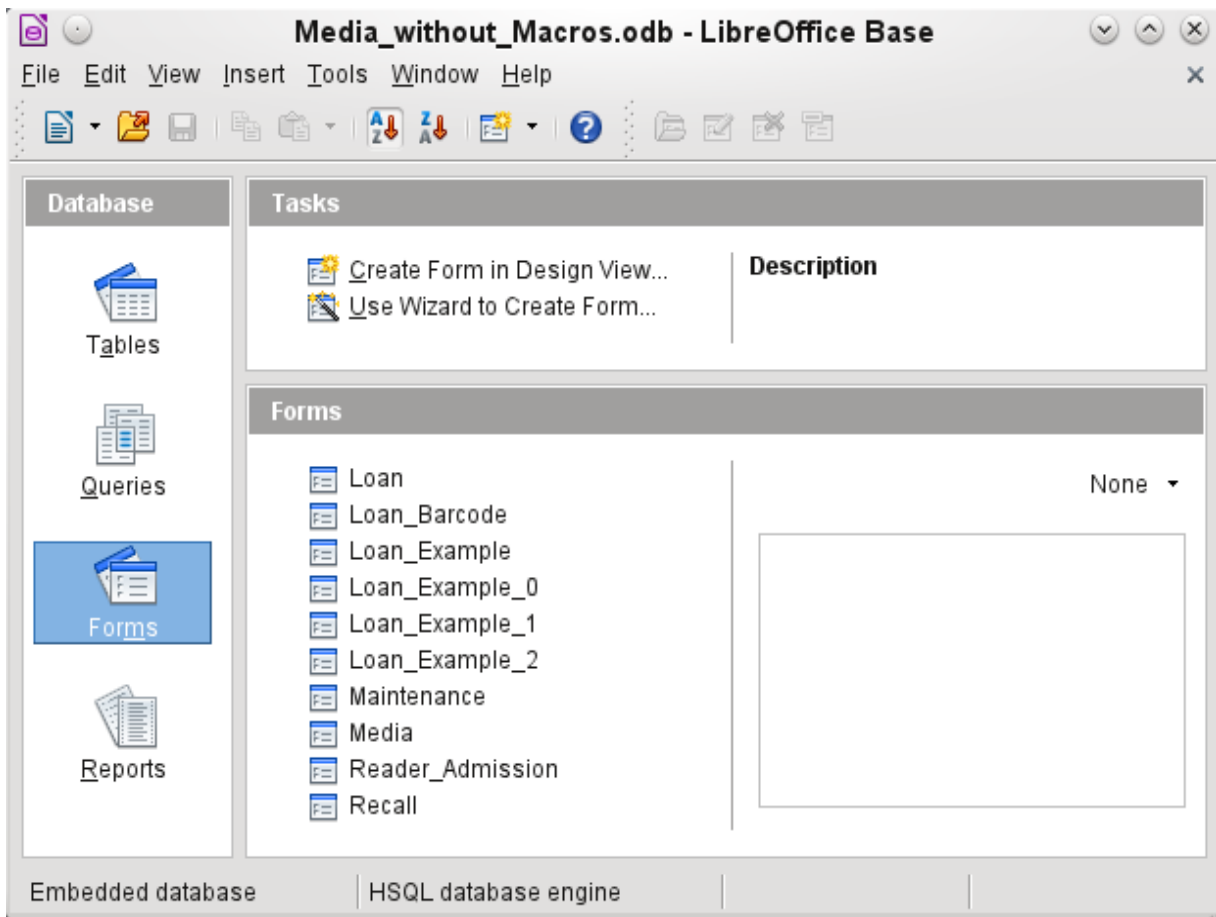 Media_without_Macros.odb - LibreOffice Base
File Edit View Insert Tools Window Help
Database
Tables
Queries
Forms
Reports
Tasks
Create Form in Design View...
Use Wizard to Create Form...
Description
Forms
Loan
Loan_Barcode
Loan_Example
Loan_Example_0
Loan_Example_1
Loan_Example_2
Maintenance
Media
Reader_Admission
Recall
None
Embedded database HSQL database engine